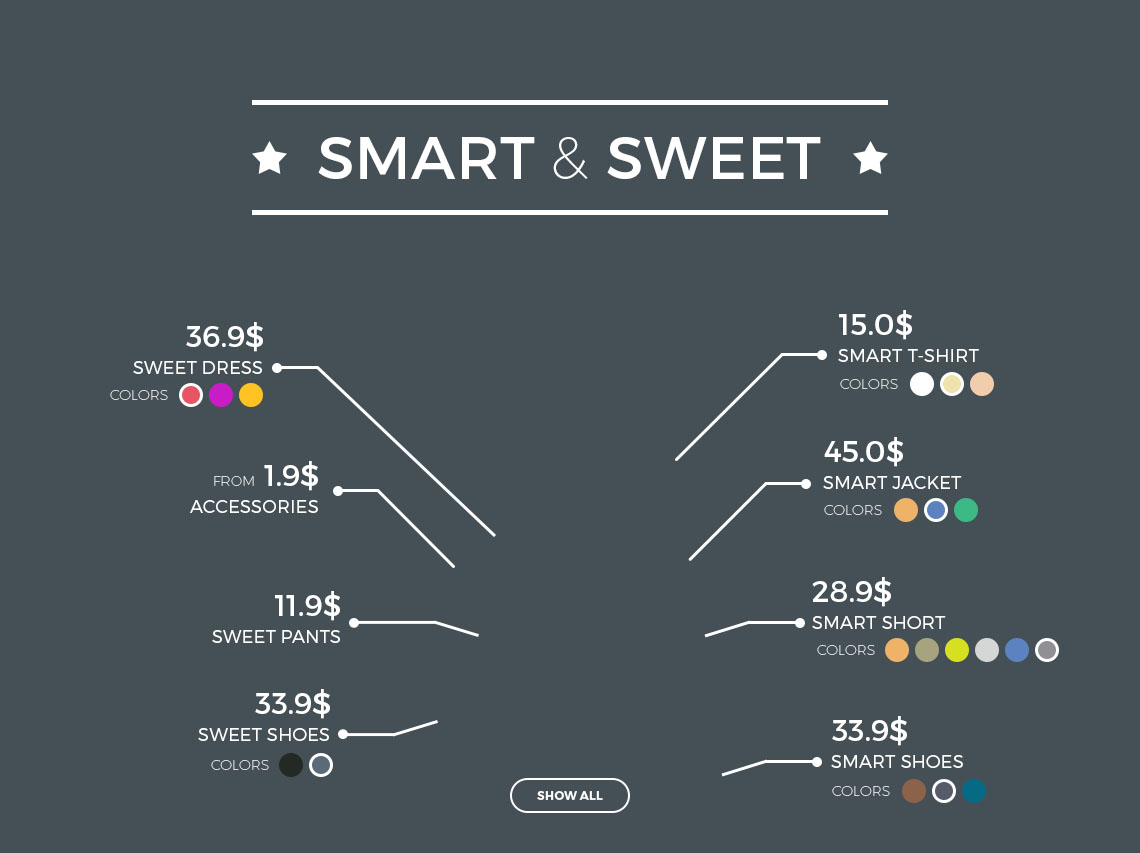 SMART & SWEET
36.9$
SWEET DRESS
COLORS
FROM 1.9$
ACCESSORIES
11.9$
SWEET PANTS
33.9$
SWEET SHOES
COLORS
15.0$
SMART T-SHIRT
COLORS
45.0$
SMART JACKET
COLORS
28.9$
SMART SHORT
COLORS
33.9$
SMART SHOES
COLORS
SHOW ALL